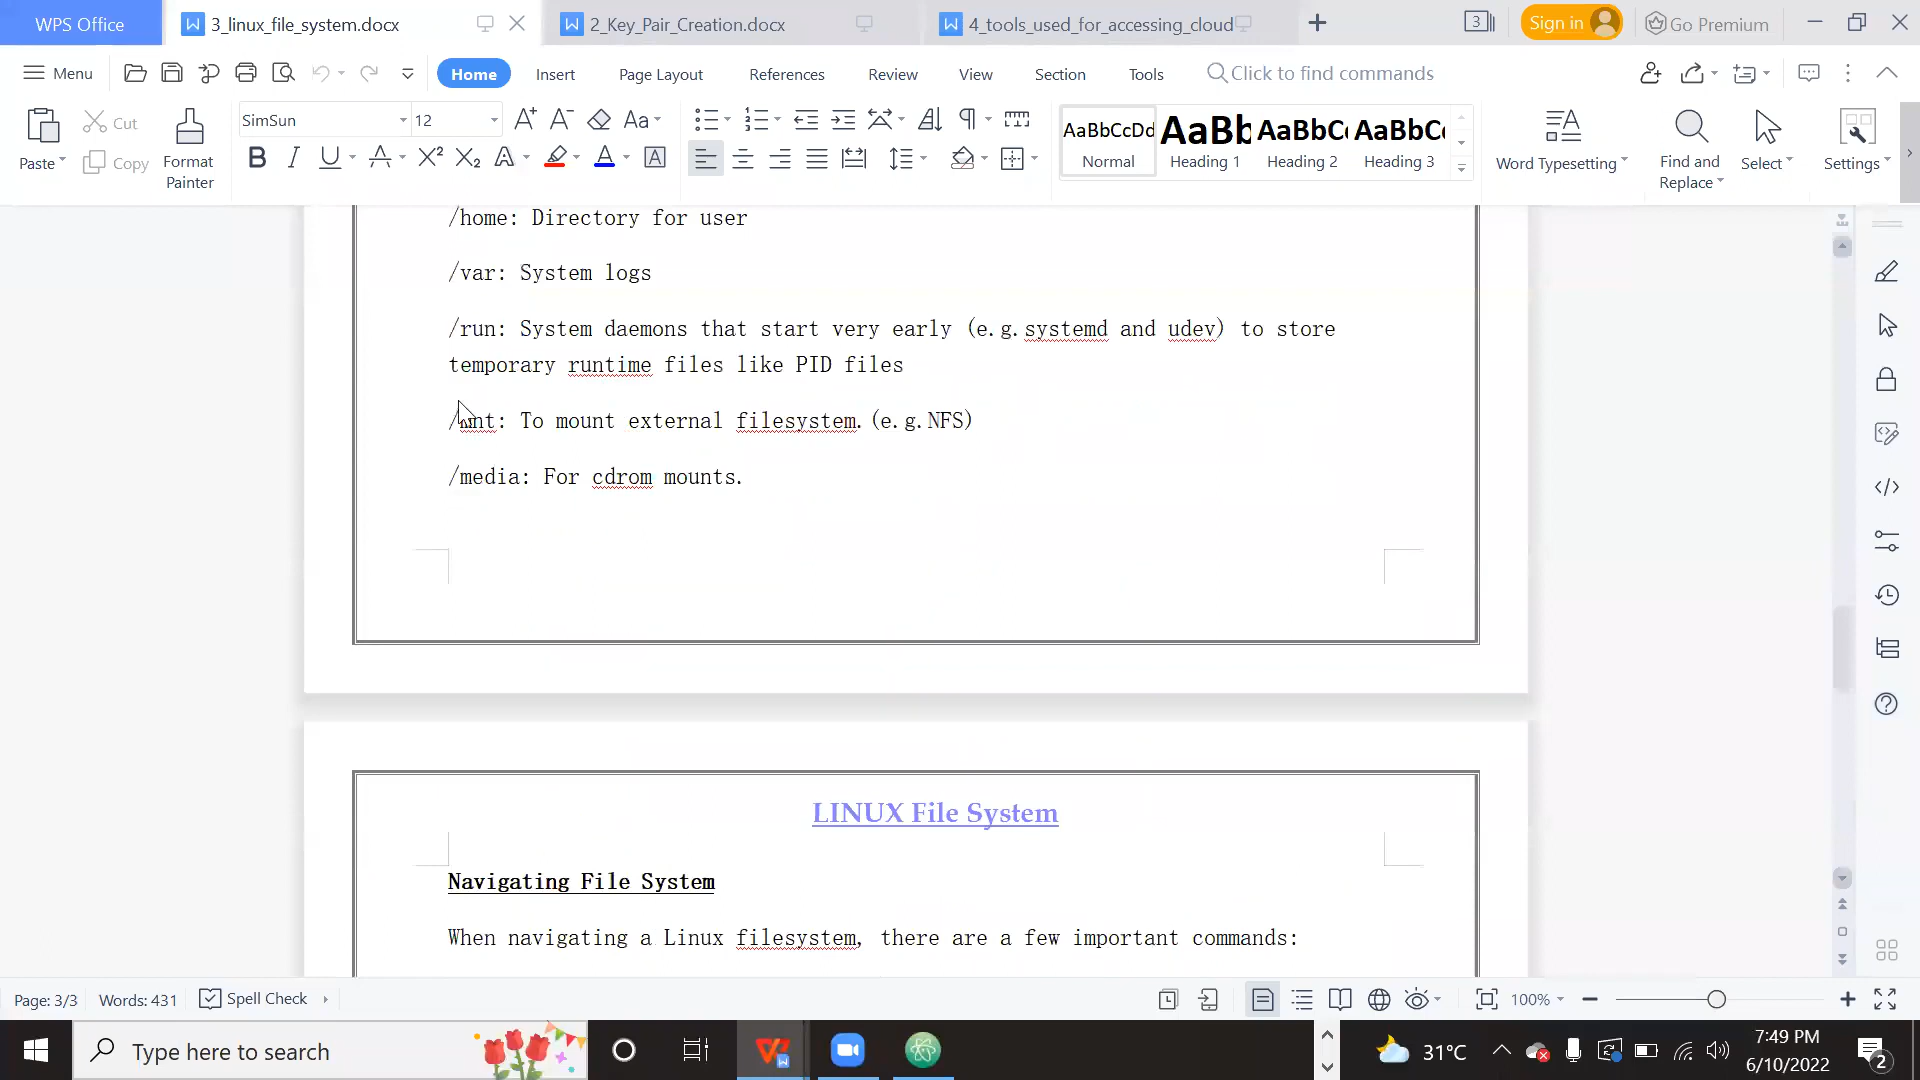 WPS Office
3_linux_file_system.docx
2_Key_Pair_Creation.docx
4_tools_used_for_accessing_cloud
3
Sign in
Go Premium
Menu
Home
Insert
Page Layout
References
Review
View
Section
Tools
Click to find commands
Paste
Cut
Copy
Format Painter
SimSun
12
AaBbCcDd
Normal
AaBb
Heading 1
AaBbC
Heading 2
AaBbC
Heading 3
Word Typesetting
Find and Replace
Select
Settings
/home: Directory for user
/var: System logs
/run: System daemons that start very early (e.g.systemd and udev) to store
temporary runtime files like PID files
/mnt: To mount external filesystem.(e.g.NFS)
/media: For cdrom mounts.
LINUX File System
Navigating File System
When navigating a Linux filesystem, there are a few important commands:
Page: 3/3
Words: 431
Spell Check
100%
Type here to search
31°C
7:49 PM
6/10/2022
2